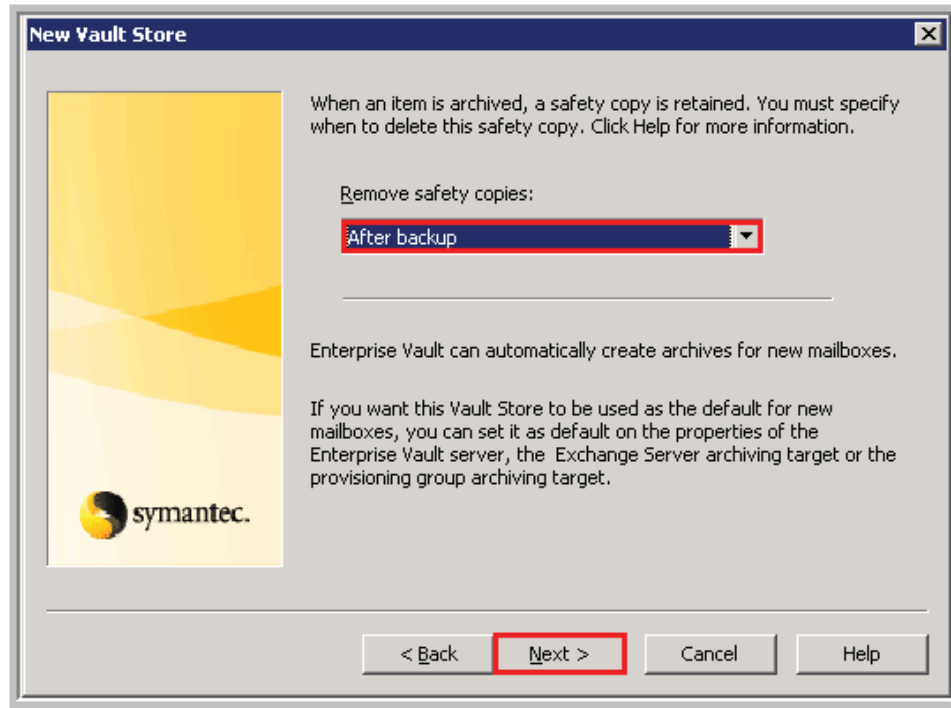 New Vault Store
When an item is archived, a safety copy is retained. You must specify
when to delete this safety copy. Click Help for more information.
Remove safety copies:
After backup
Enterprise Vault can automatically create archives for new mailboxes.
If you want this Vault Store to be used as the default for new
mailboxes, you can set it as default on the properties of the
Enterprise Vault server, the Exchange Server archiving target or the
provisioning group archiving target.
symantec.
< Back
Next >
Cancel
Help